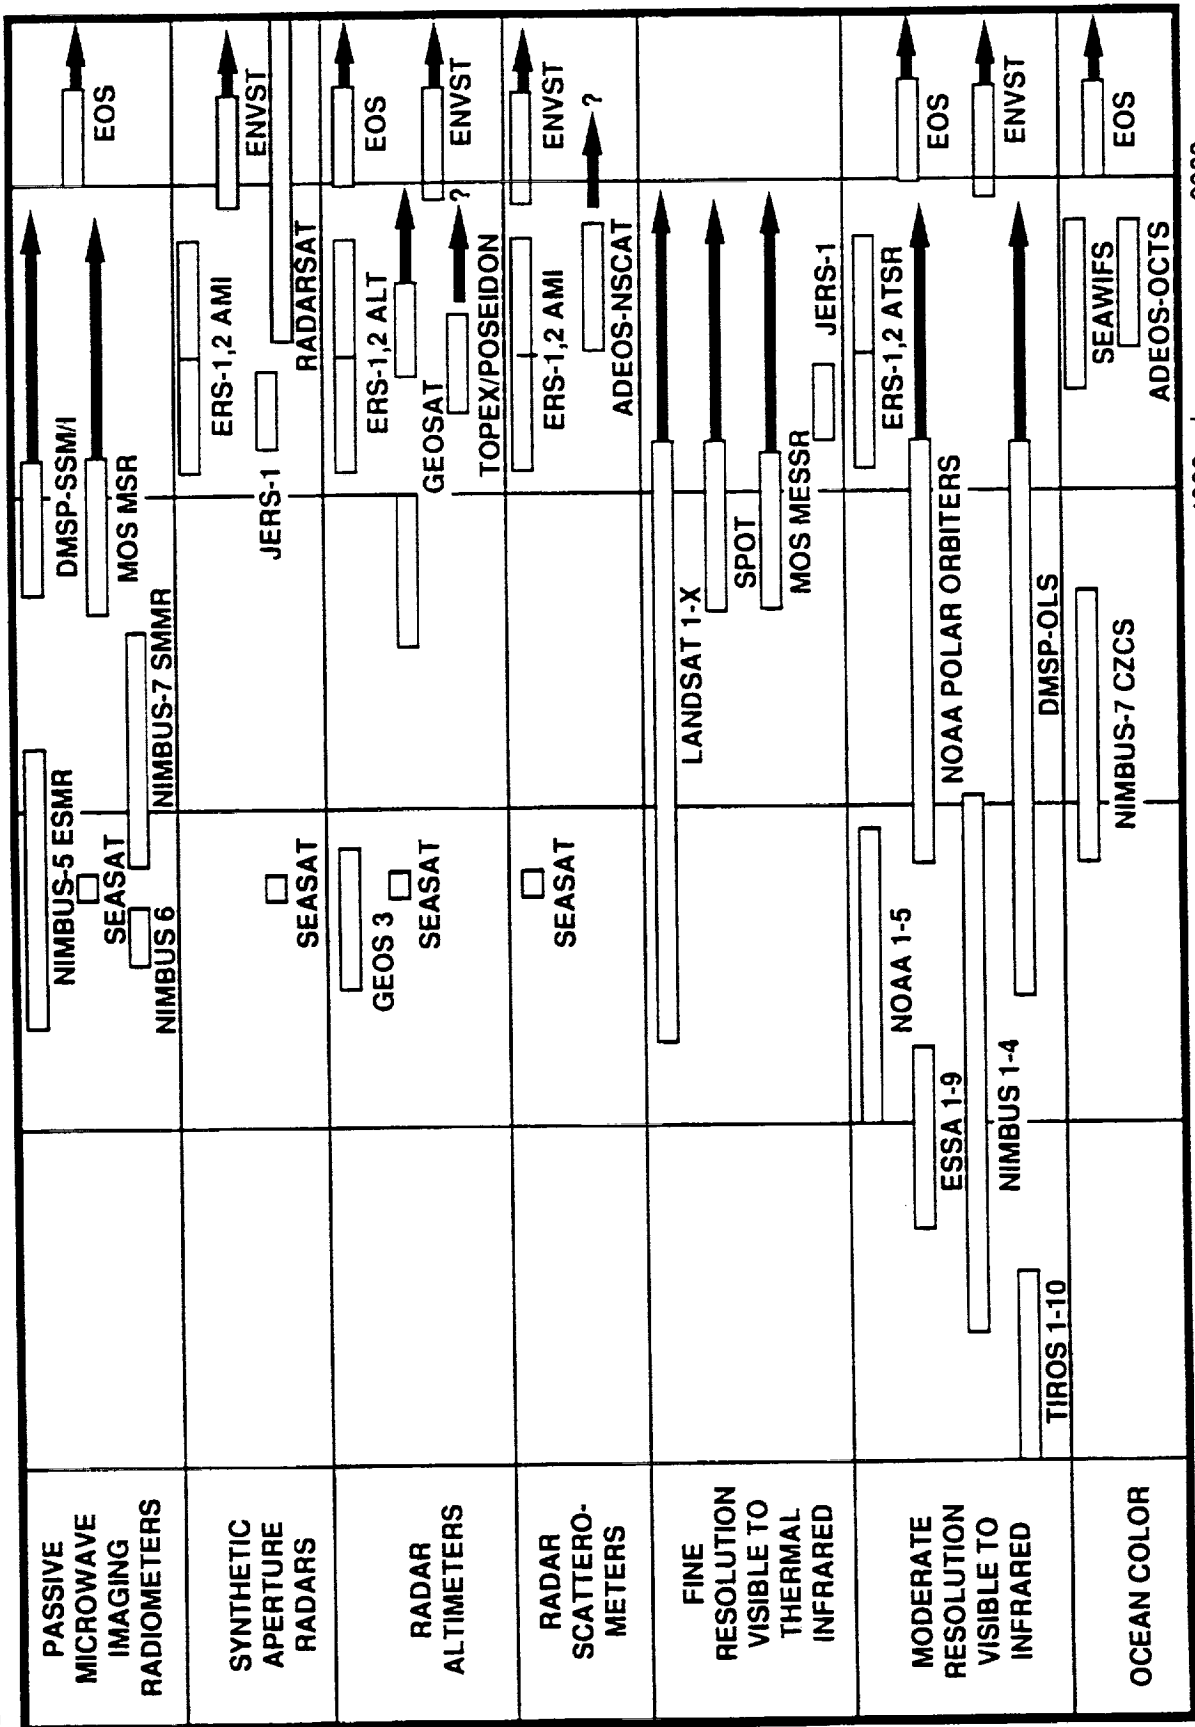 PASSIVE
MICROWAVE
IMAGING
RADIOMETERS
NIMBUS-5 ESMR
SEASAT
NIMBUS 6
NIMBUS-7 SMMR
DMSP-SSM/I
MOS MSR
EOS
SYNTHETIC
APERTURE
RADARS
SEASAT
JERS-1
ERS-1,2 AMI
RADARSAT
ENVST
RADAR
ALTIMETERS
GEOS 3
SEASAT
GEOSAT
ERS-1,2 ALT
TOPEX/POSEIDON
?
EOS
ENVST
RADAR
SCATTERO-
METERS
SEASAT
ERS-1,2 AMI
ADEOS-NSCAT
ENVST
?
FINE
RESOLUTION
VISIBLE TO
THERMAL
INFRARED
LANDSAT 1-X
SPOT
MOS MESSR
JERS-1
MODERATE
RESOLUTION
VISIBLE TO
INFRARED
TIROS 1-10
ESSA 1-9
NIMBUS 1-4
NOAA 1-5
NOAA POLAR ORBITERS
DMSP-OLS
ERS-1,2 ATSR
EOS
ENVST
OCEAN COLOR
NIMBUS-7 CZCS
SEAWIFS
ADEOS-OCTS
EOS